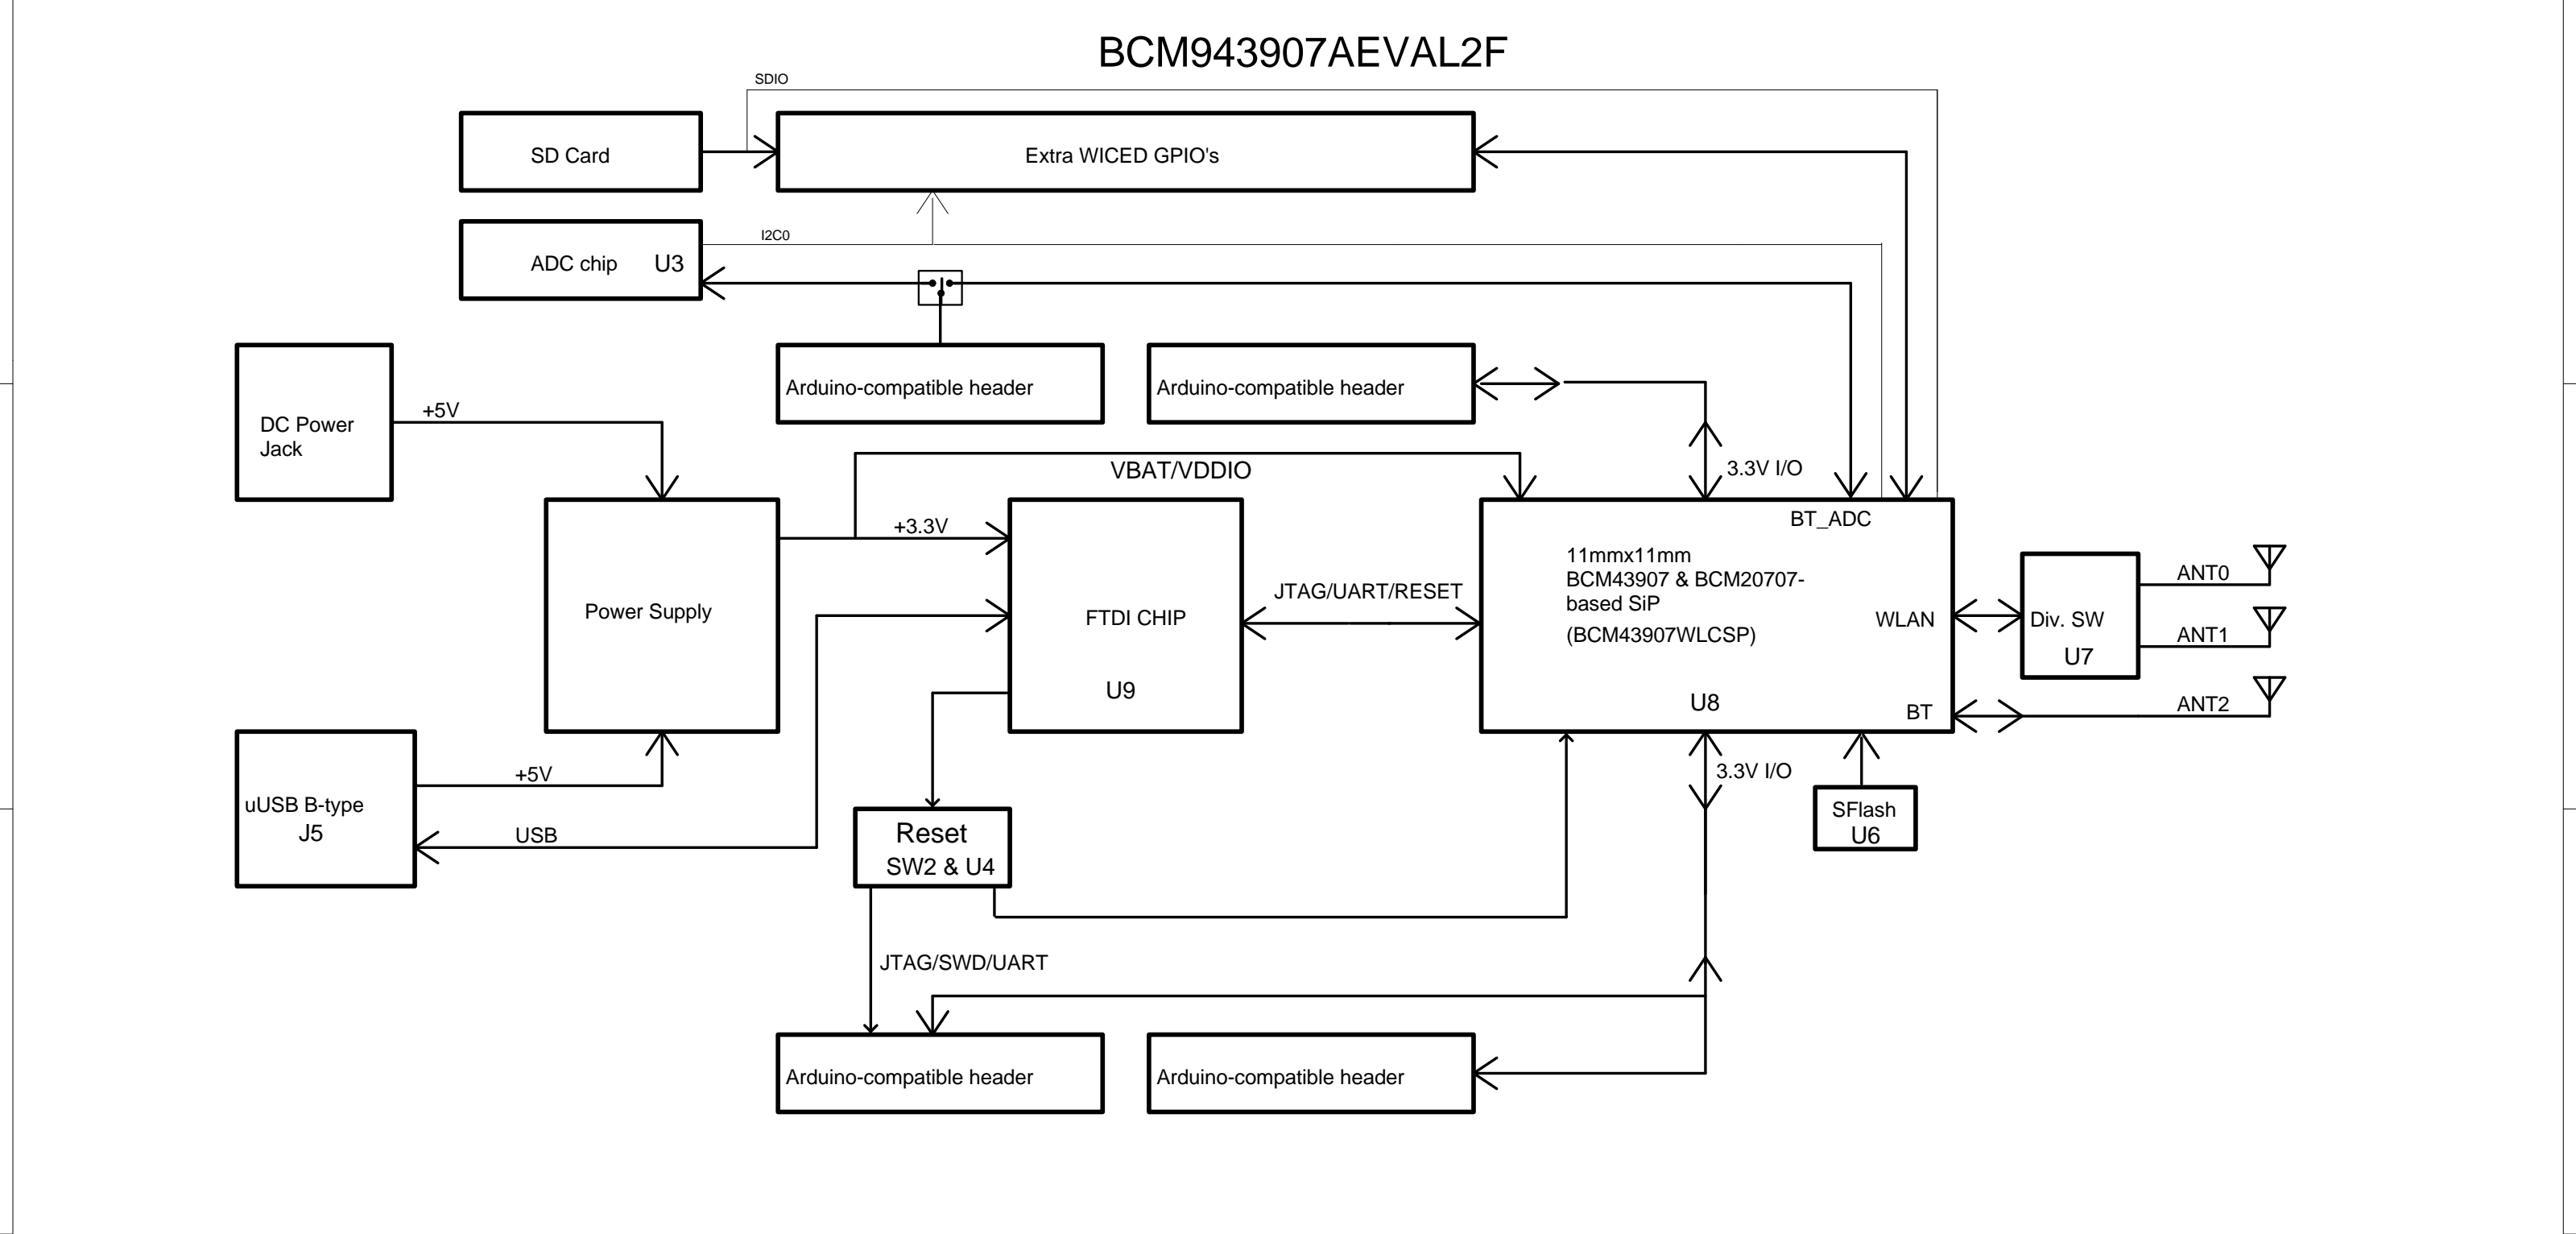 BCM943907AEVAL2F
SDIO
SD Card
Extra WICED GPIO's
I2C0
ADC chip U3
Arduino-compatible header
Arduino-compatible header
DC Power
Jack
+5V
VBAT/VDDIO
3.3V I/O
+3.3V
BT_ADC
Power Supply
FTDI CHIP
U9
JTAG/UART/RESET
11mmx11mm
BCM43907 & BCM20707-
based SiP
(BCM43907WLCSP)
U8
WLAN
BT
Div. SW
U7
ANT0
ANT1
ANT2
uUSB B-type
J5
+5V
USB
Reset
SW2 & U4
3.3V I/O
SFlash
U6
JTAG/SWD/UART
Arduino-compatible header
Arduino-compatible header